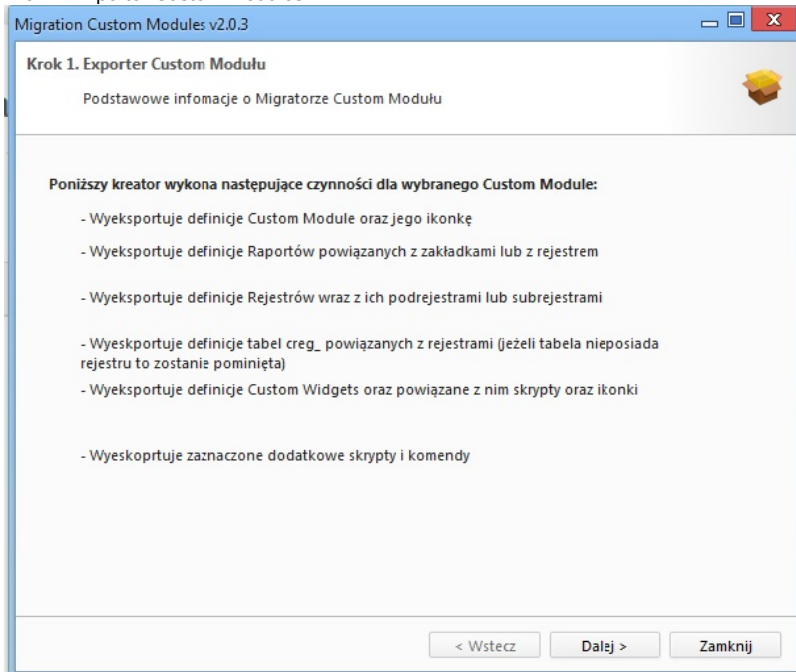 Migration Custom Modules v2.0.3
Krok 1. Exporter Custom Modułu
Podstawowe infomacje o Migratorze Custom Modułu
Poniższy kreator wykona następujące czynności dla wybranego Custom Module:
- Wyeksportuje definicje Custom Module oraz jego ikonkę
- Wyeksportuje definicje Raportów powiązanych z zakładkami lub z rejestrem
- Wyeksportuje definicje Rejestrów wraz z ich podrejestrami lub subrejestrami
- Wyeskportuje definicje tabel creg_ powiązanych z rejestrami (jeżeli tabela nieposiada
rejestru to zostanie pominięta)
- Wyeksportuje definicje Custom Widgets oraz powiązane z nim skrypty oraz ikonki
- Wyeskoprtuje zaznaczone dodatkowe skrypty i komendy
< Wstecz Dalej > Zamknij